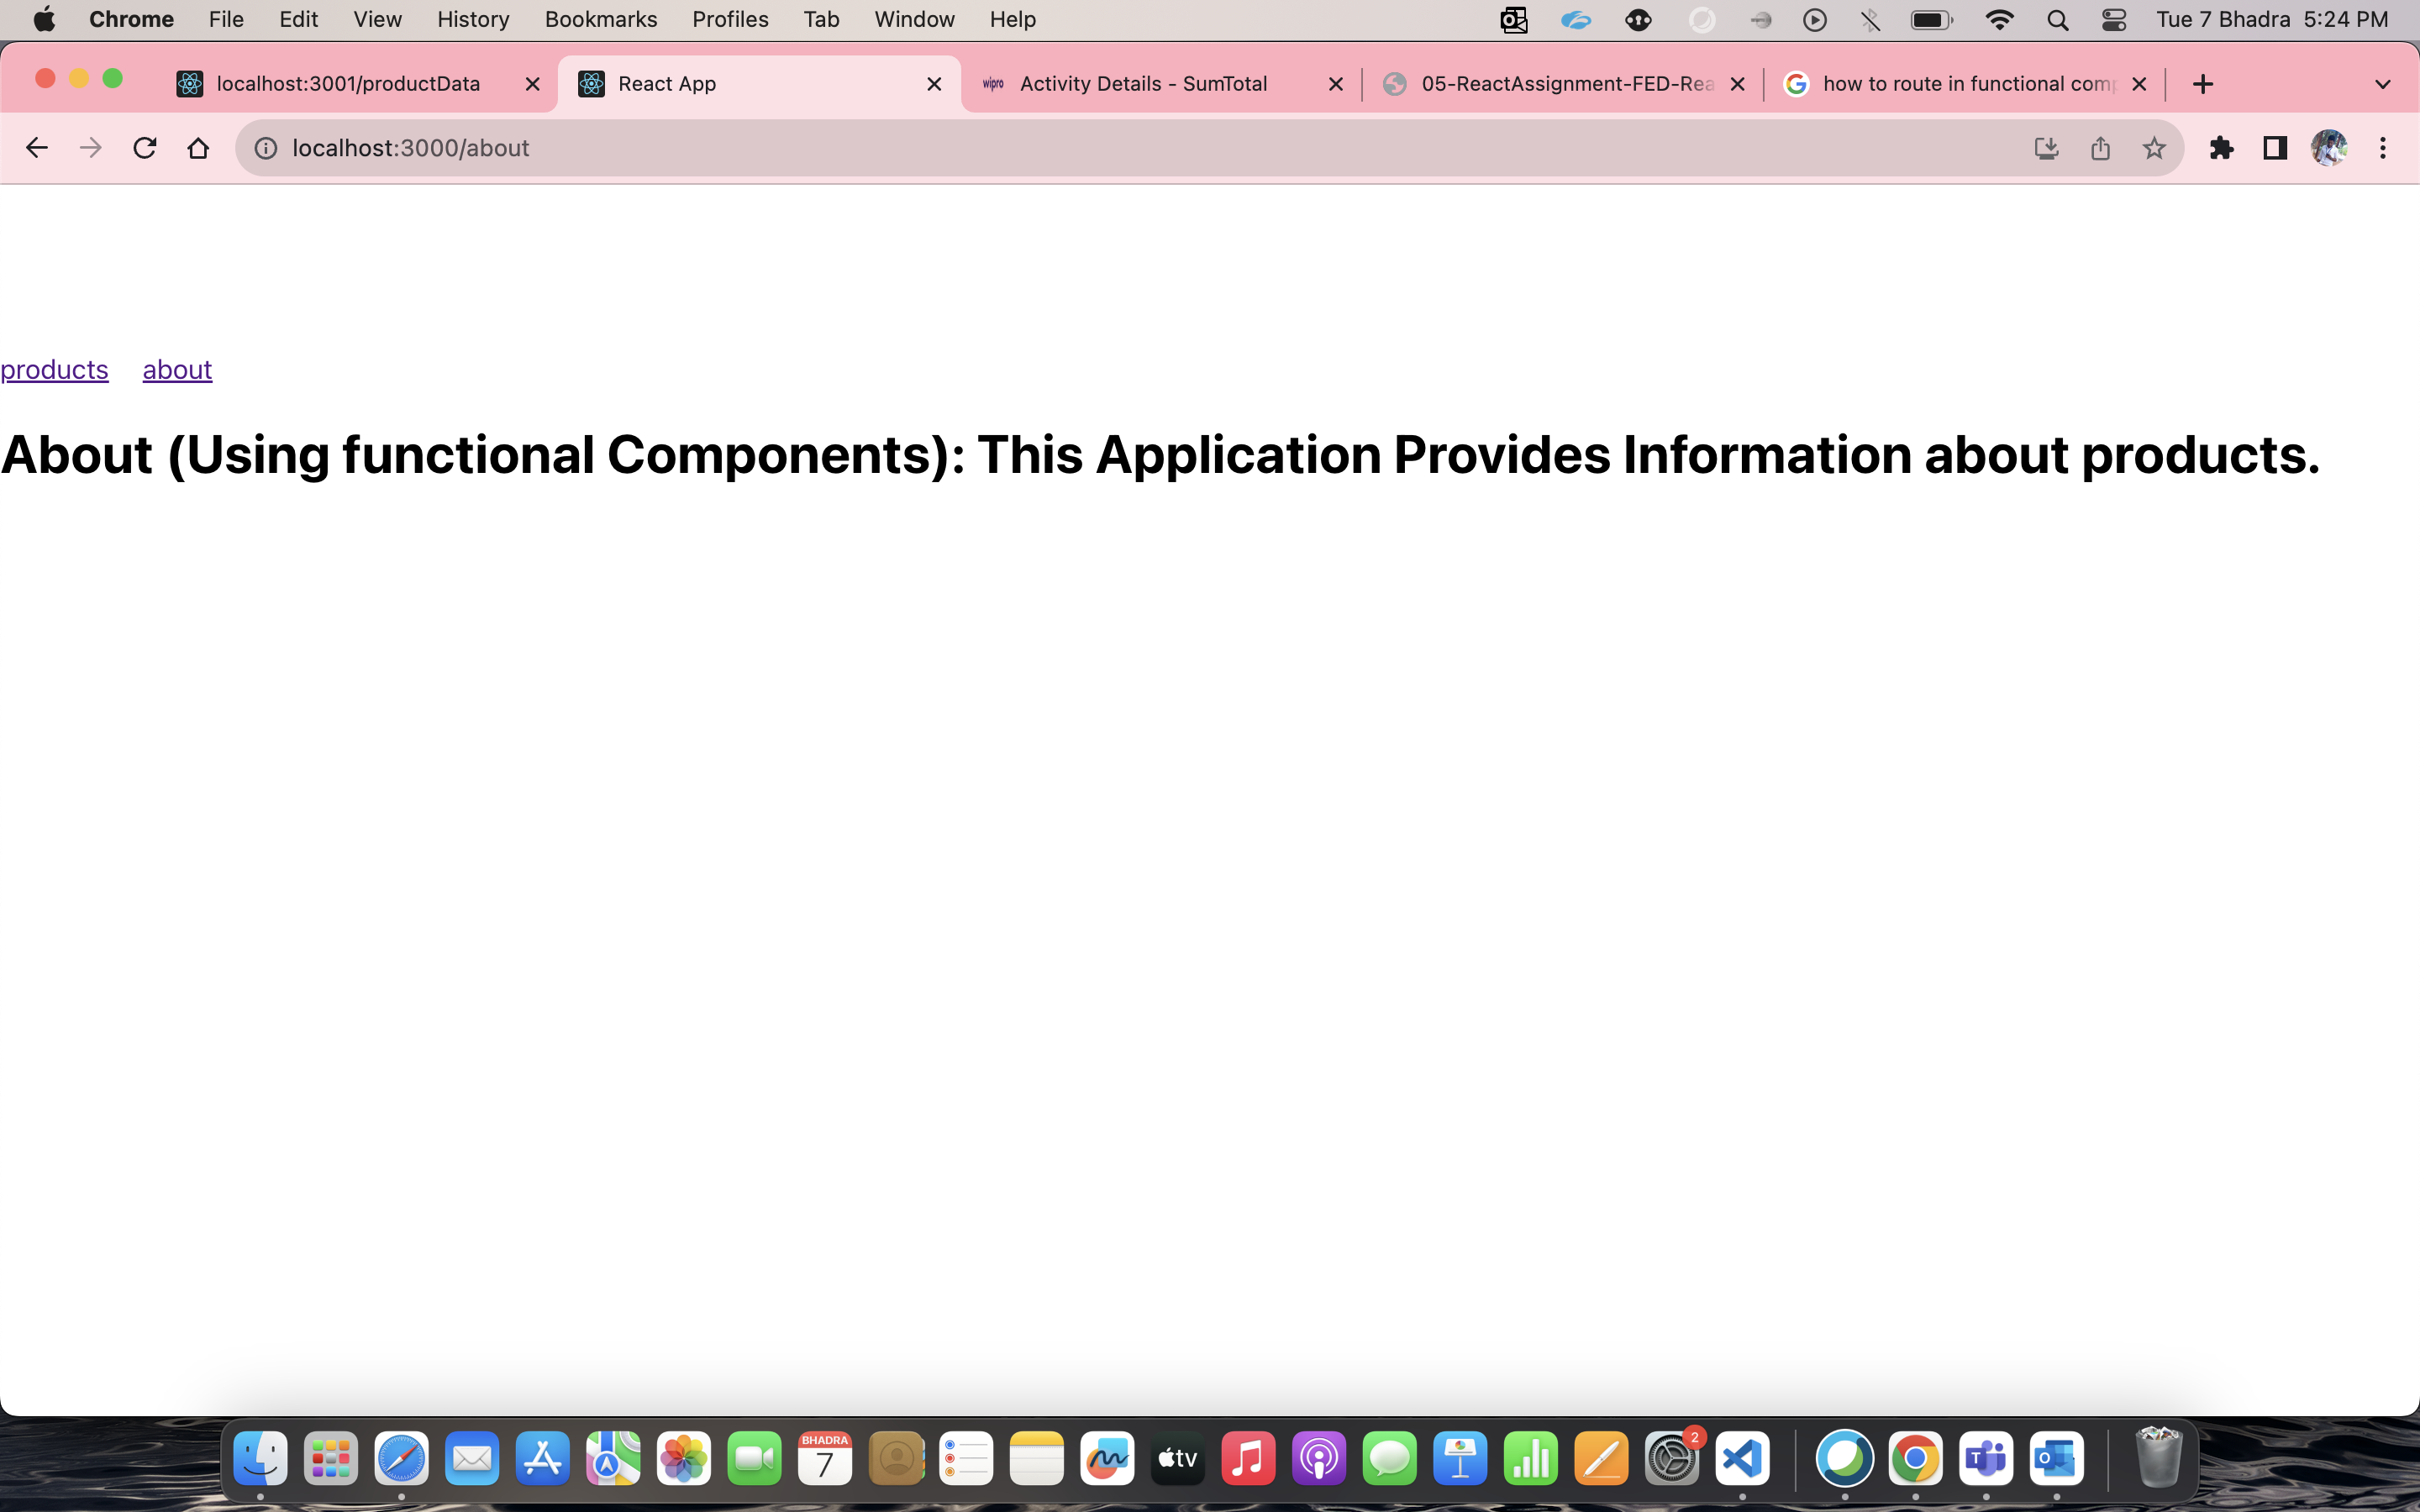 Chrome File Edit View History Bookmarks Profiles Tab Window Help Tue 7 Bhadra 5:24 PM
localhost:3001/productData React App wipro Activity Details - SumTotal 05-ReactAssignment-FED-Rea how to route in functional comp
localhost:3000/about
products about
About (Using functional Components): This Application Provides Information about products.
BHADRA
7
tv
2